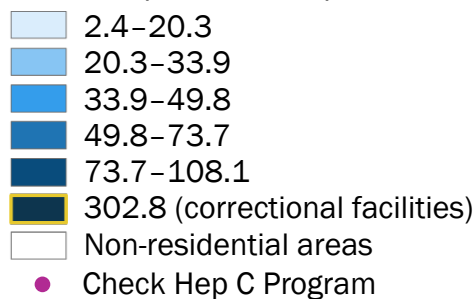 2.4–20.3
20.3–33.9
33.9–49.8
49.8–73.7
73.7–108.1
302.8 (correctional facilities)
Non-residential areas
Check Hep C Program